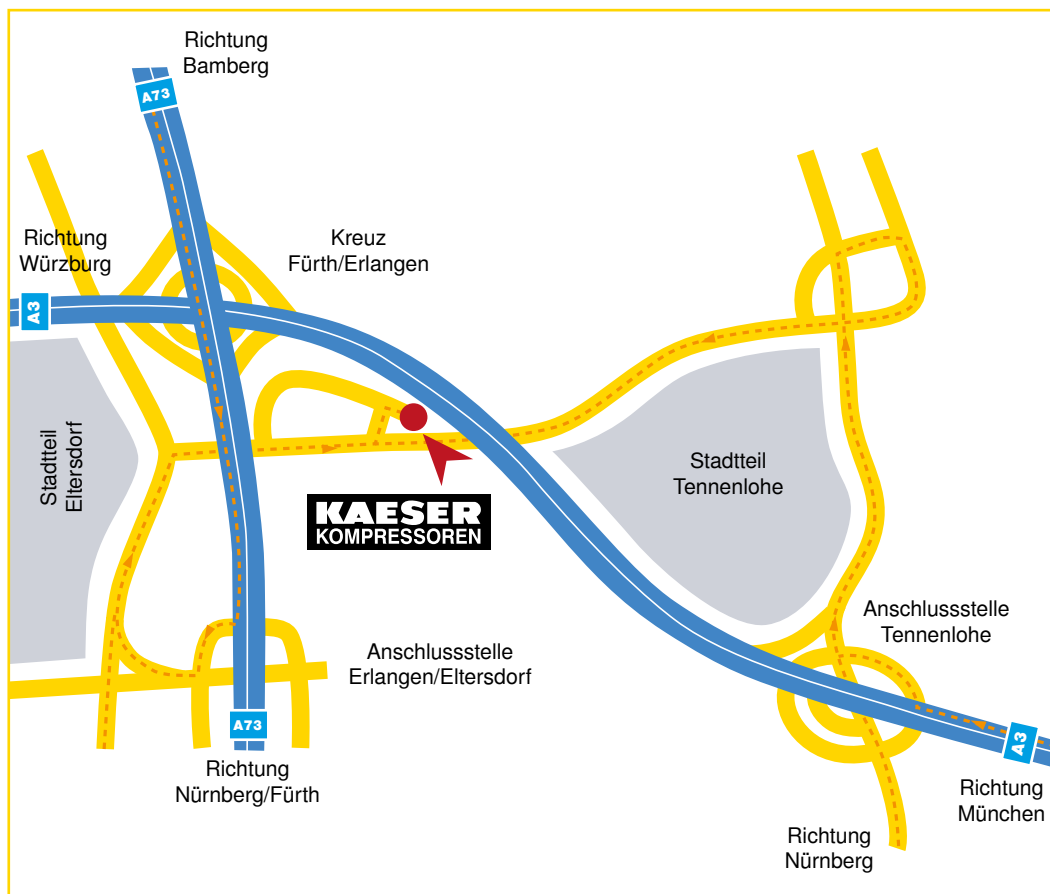 Richtung
Bamberg
A73
Richtung
Würzburg
Kreuz
Fürth/Erlangen
A3
Stadtteil
Eltersdorf
Stadtteil
Tennenlohe
KAESER
KOMPRESSOREN
Anschlussstelle
Tennenlohe
Anschlussstelle
Erlangen/Eltersdorf
A73
A3
Richtung
Nürnberg/Fürth
Richtung
München
Richtung
Nürnberg